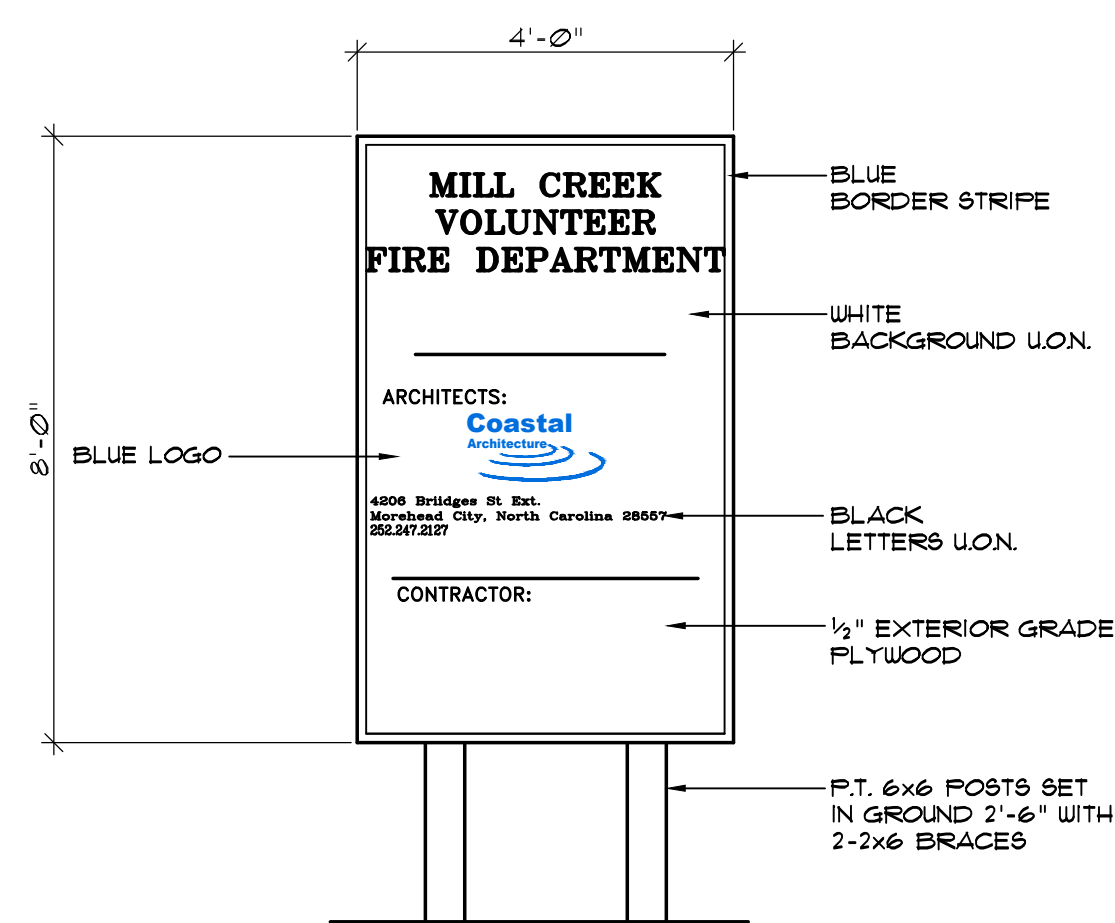 4'-0"
MILL CREEK
VOLUNTEER
FIRE DEPARTMENT
BLUE
BORDER STRIPE
WHITE
BACKGROUND U.O.N.
ARCHITECTS:
Coastal
Architecture
8'-0"
BLUE LOGO
4206 Briidges St Ext.
Morehead City, North Carolina 28557
252.247.2127
BLACK
LETTERS U.O.N.
CONTRACTOR:
½" EXTERIOR GRADE
PLYWOOD
P.T. 6x6 POSTS SET
IN GROUND 2'-6" WITH
2-2x6 BRACES